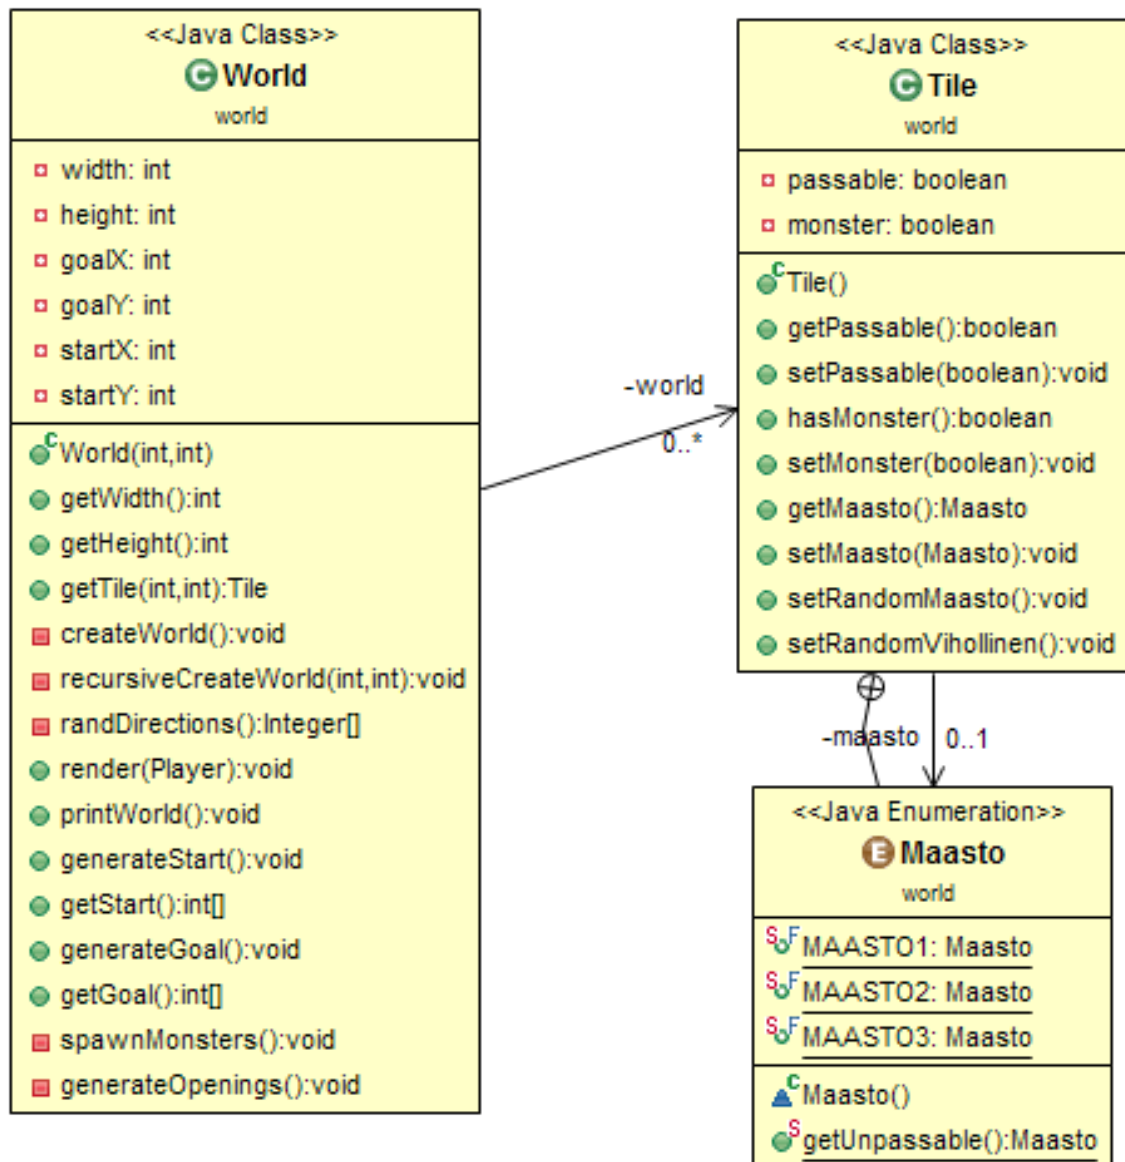 <<Java Class>>
World
world
width: int
height: int
goalX: int
goalY: int
startX: int
startY: int
World(int,int)
getWidth():int
getHeight():int
getTile(int,int):Tile
createWorld():void
recursiveCreateWorld(int,int):void
randDirections():Integer[]
render(Player):void
printWorld():void
generateStart():void
getStart():int[]
generateGoal():void
getGoal():int[]
spawnMonsters():void
generateOpenings():void
-world
0..*
<<Java Class>>
Tile
world
passable: boolean
monster: boolean
Tile()
getPassable():boolean
setPassable(boolean):void
hasMonster():boolean
setMonster(boolean):void
getMaasto():Maasto
setMaasto(Maasto):void
setRandomMaasto():void
setRandomVihollinen():void
-maasto 0..1
<<Java Enumeration>>
Maasto
world
MAASTO1: Maasto
MAASTO2: Maasto
MAASTO3: Maasto
Maasto()
getUnpassable():Maasto